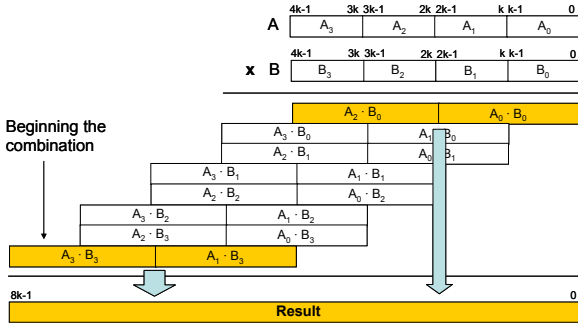 4k-1 3k 3k-1 2k 2k-1 k k-1 0
A A₃ A₂ A₁ A₀
4k-1 3k 3k-1 2k 2k-1 k k-1 0
x B B₃ B₂ B₁ B₀
A₂ · B₀ A₀ · B₀
Beginning the
combination
A₃ · B₀ A₁ B₀
A₂ · B₁ A₀ B₁
A₃ · B₁ A₁ · B₁
A₂ · B₂ A₀ · B₂
A₃ · B₂ A₁ · B₂
A₂ · B₃ A₀ · B₃
A₃ · B₃ A₁ · B₃
8k-1 0
Result